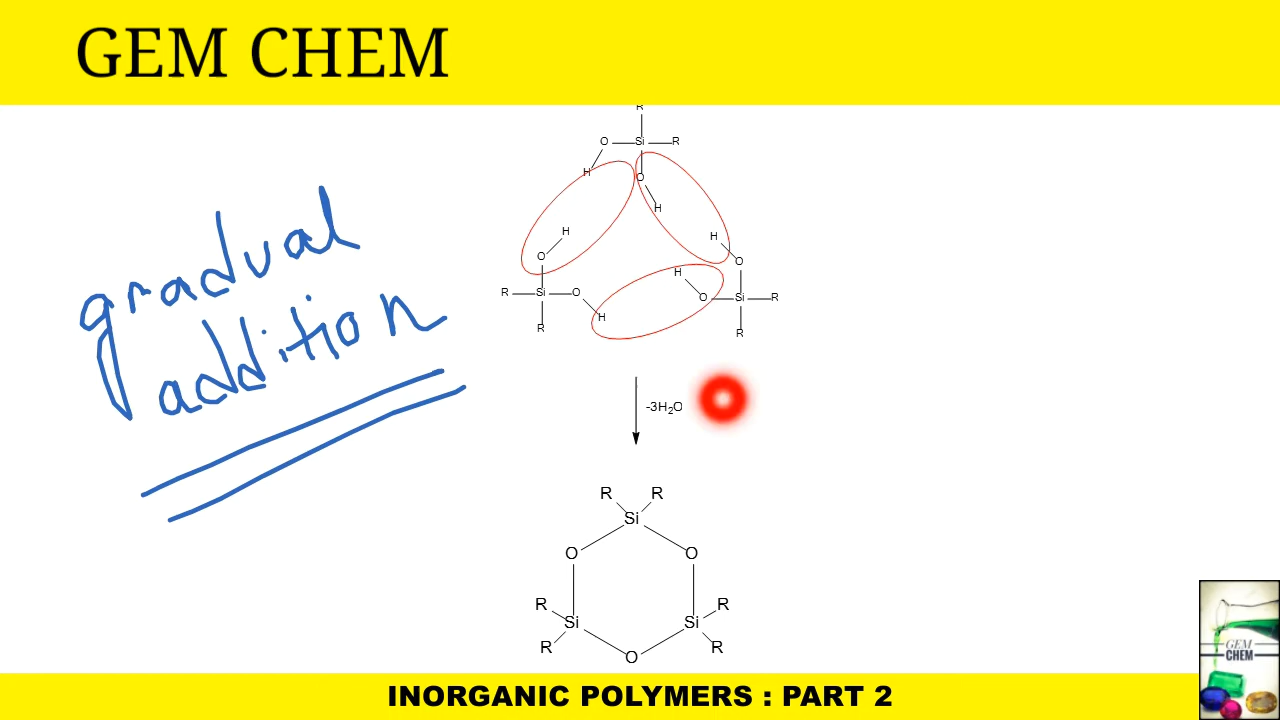 GEM CHEM
R
O Si R
H
O
H
H
O
H
O
H
R Si O
H
R
O Si R
R
gradual
addition
-3H2O
R R
Si
O O
R R
Si Si
R R
O
GEM
CHEM
INORGANIC POLYMERS : PART 2